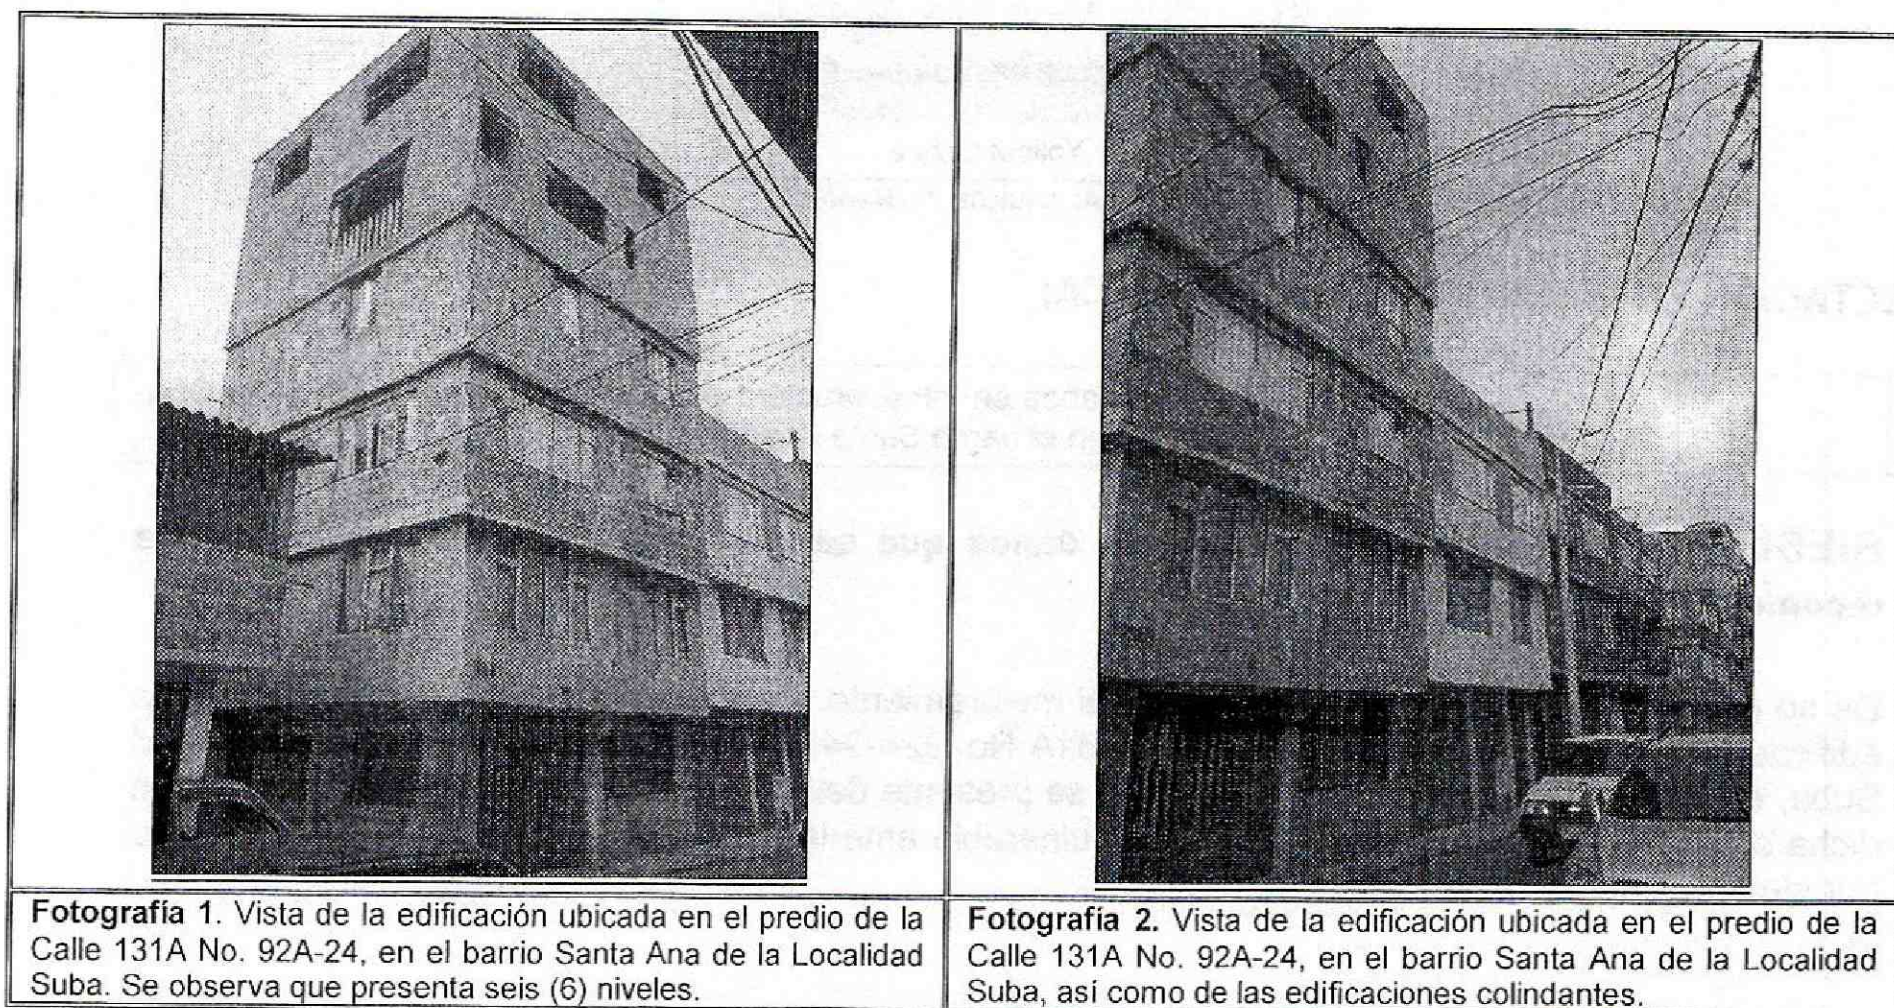 Fotografía 1. Vista de la edificación ubicada en el predio de la
Calle 131A No. 92A-24, en el barrio Santa Ana de la Localidad
Suba. Se observa que presenta seis (6) niveles.
Fotografía 2. Vista de la edificación ubicada en el predio de la
Calle 131A No. 92A-24, en el barrio Santa Ana de la Localidad
Suba, así como de las edificaciones colindantes.